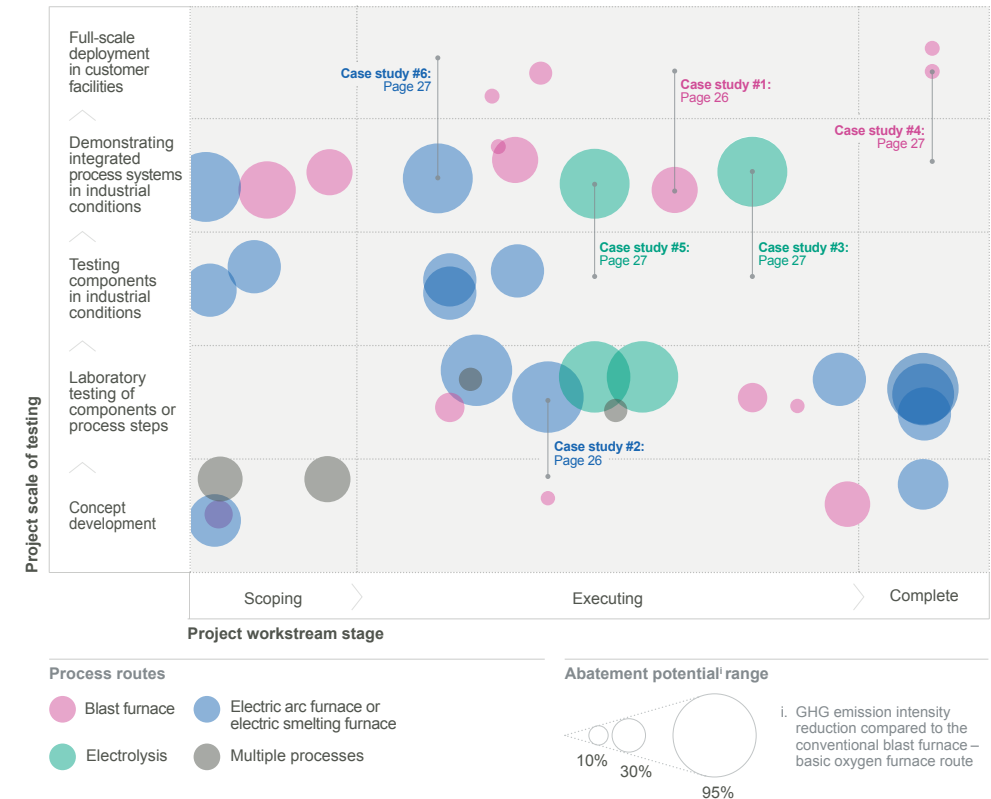 Full-scale
deployment
in customer
facilities
Demonstrating
integrated
process systems
in industrial
conditions
Testing
components
in industrial
conditions
Laboratory
testing of
components or
process steps
Concept
development
Project scale of testing
Case study #6:
Page 27
Case study #1:
Page 26
Case study #4:
Page 27
Case study #5:
Page 27
Case study #3:
Page 27
Case study #2:
Page 26
Scoping
Executing
Complete
Project workstream stage
Process routes
Blast furnace
Electric arc furnace or
electric smelting furnace
Electrolysis
Multiple processes
Abatement potentialⁱ range
10%
30%
95%
i. GHG emission intensity
reduction compared to the
conventional blast furnace –
basic oxygen furnace route